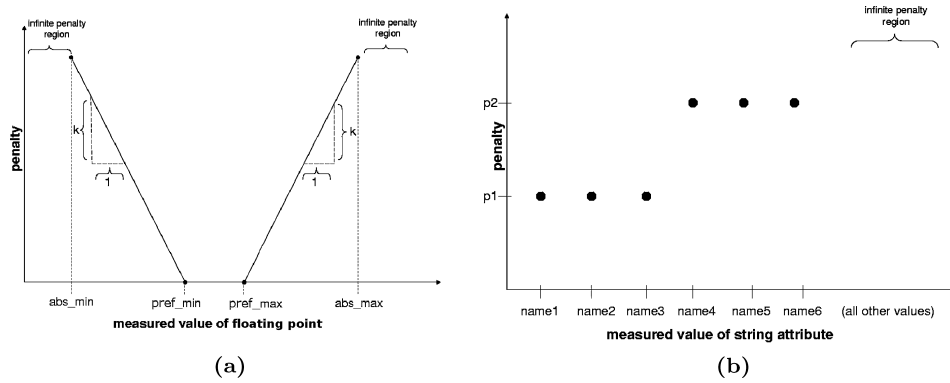 infinite penalty
region
infinite penalty
region
penalty
k
1
k
1
abs_min
pref_min
pref_max
abs_max
measured value of floating point
(a)
infinite penalty
region
p2
penalty
p1
name1
name2
name3
name4
name5
name6
(all other values)
measured value of string attribute
(b)